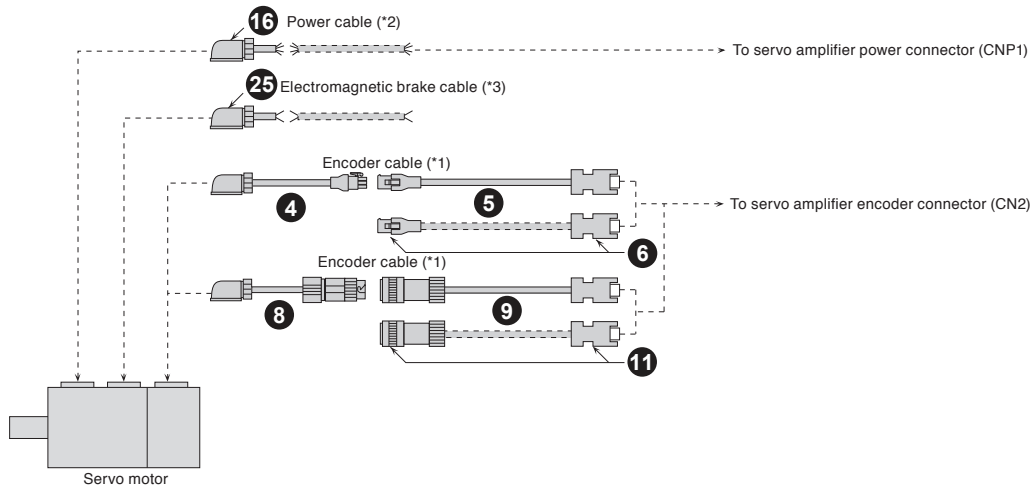 16 Power cable (*2)
To servo amplifier power connector (CNP1)
25 Electromagnetic brake cable (*3)
Encoder cable (*1)
4
5
To servo amplifier encoder connector (CN2)
6
Encoder cable (*1)
8
9
11
Servo motor